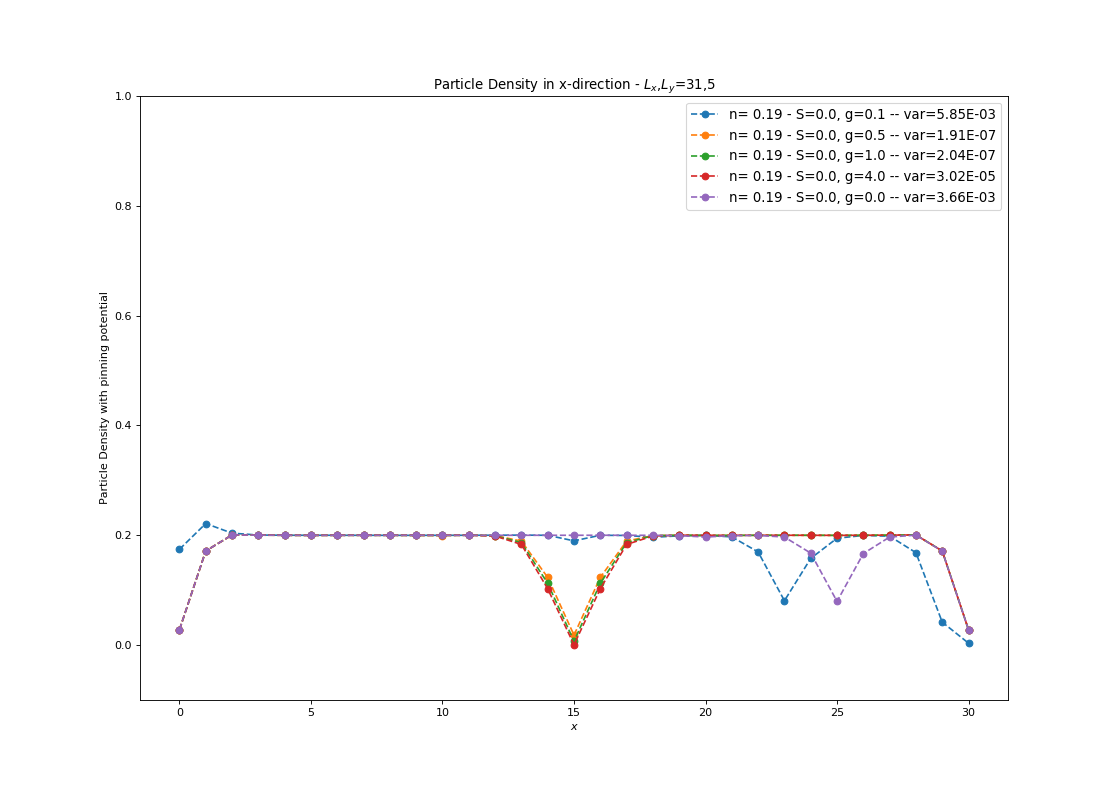 Particle Density in x-direction - Lx,Ly=31,5
1.0
0.8
0.6
0.4
0.2
0.0
Particle Density with pinning potential
n= 0.19 - S=0.0, g=0.1 -- var=5.85E-03
n= 0.19 - S=0.0, g=0.5 -- var=1.91E-07
n= 0.19 - S=0.0, g=1.0 -- var=2.04E-07
n= 0.19 - S=0.0, g=4.0 -- var=3.02E-05
n= 0.19 - S=0.0, g=0.0 -- var=3.66E-03
0 5 10 15 20 25 30
x